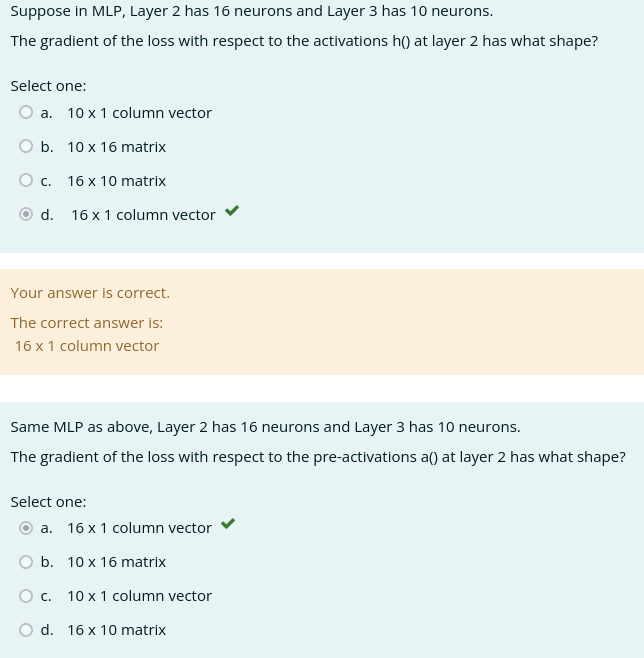 Suppose in MLP, Layer 2 has 16 neurons and Layer 3 has 10 neurons.
The gradient of the loss with respect to the activations h() at layer 2 has what shape?
Select one:
a. 10 x 1 column vector
b. 10 x 16 matrix
c. 16 x 10 matrix
d. 16 x 1 column vector
Your answer is correct.
The correct answer is:
16 x 1 column vector
Same MLP as above, Layer 2 has 16 neurons and Layer 3 has 10 neurons.
The gradient of the loss with respect to the pre-activations a() at layer 2 has what shape?
Select one:
a. 16 x 1 column vector
b. 10 x 16 matrix
c. 10 x 1 column vector
d. 16 x 10 matrix